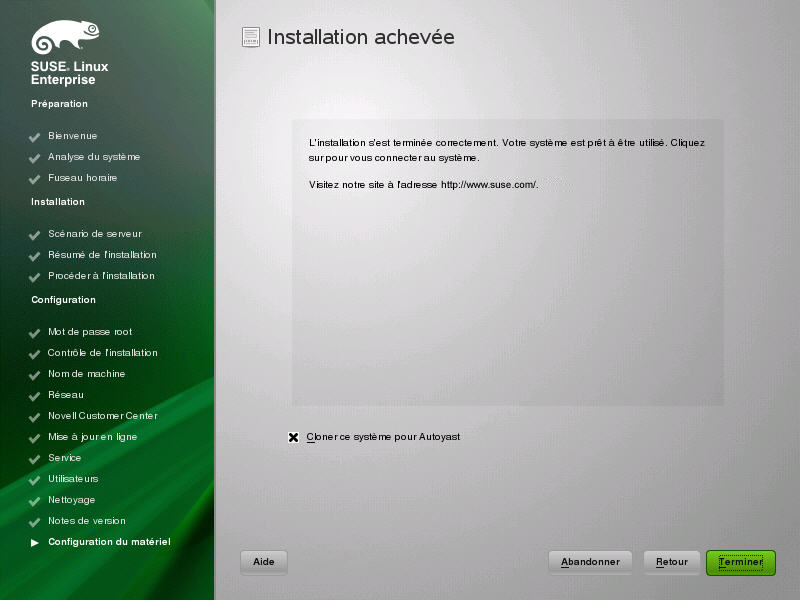 SUSE. Linux
Enterprise
Préparation
Bienvenue
Analyse du système
Fuseau horaire
Installation
Scénario de serveur
Résumé de l'installation
Procéder à l'installation
Configuration
Mot de passe root
Contrôle de l'installation
Nom de machine
Réseau
Novell Customer Center
Mise à jour en ligne
Service
Utilisateurs
Nettoyage
Notes de version
Configuration du matériel
Installation achevée
L'installation s'est terminée correctement. Votre système est prêt à être utilisé. Cliquez
sur pour vous connecter au système.
Visitez notre site à l'adresse http://www.suse.com/.
Cloner ce système pour Autoyast
Aide
Abandonner
Retour
Terminer